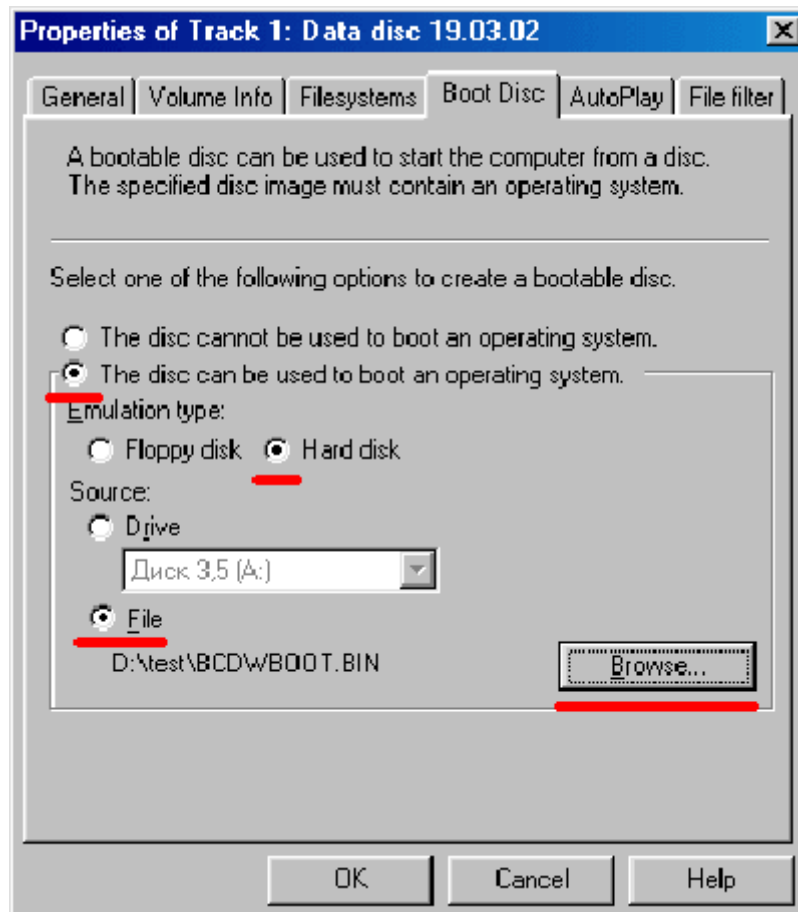 Properties of Track 1: Data disc 19.03.02
General Volume Info Filesystems Boot Disc AutoPlay File filter
A bootable disc can be used to start the computer from a disc.
The specified disc image must contain an operating system.
Select one of the following options to create a bootable disc.
The disc cannot be used to boot an operating system.
The disc can be used to boot an operating system.
Emulation type:
Floppy disk Hard disk
Source:
Drive
Диск 3,5 (A:)
File
D:\test\BCDWBOOT.BIN
Browse...
OK Cancel Help